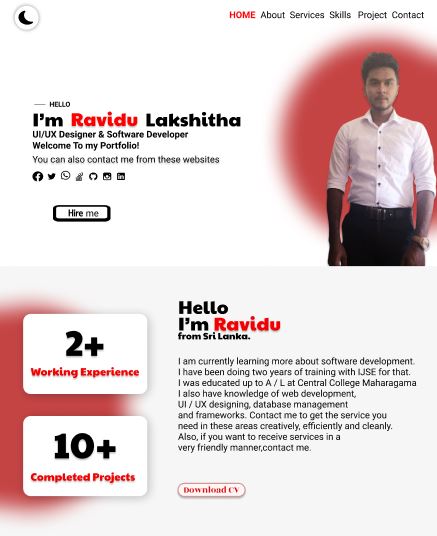 HOME About Services Skills Project Contact
HELLO
I'm Ravidu Lakshitha
UI/UX Designer & Software Developer
Welcome To my Portfolio!
You can also contact me from these websites
Hire me
Hello
I'm Ravidu
from Sri Lanka.
2+
Working Experience
10+
Completed Projects
I am currently learning more about software development.
I have been doing two years of training with IJSE for that.
I was educated up to A / L at Central College Maharagama
I also have knowledge of web development,
UI / UX designing, database management
and frameworks. Contact me to get the service you
need in these areas creatively, efficiently and cleanly.
Also, if you want to receive services in a
very friendly manner,contact me.
Download CV